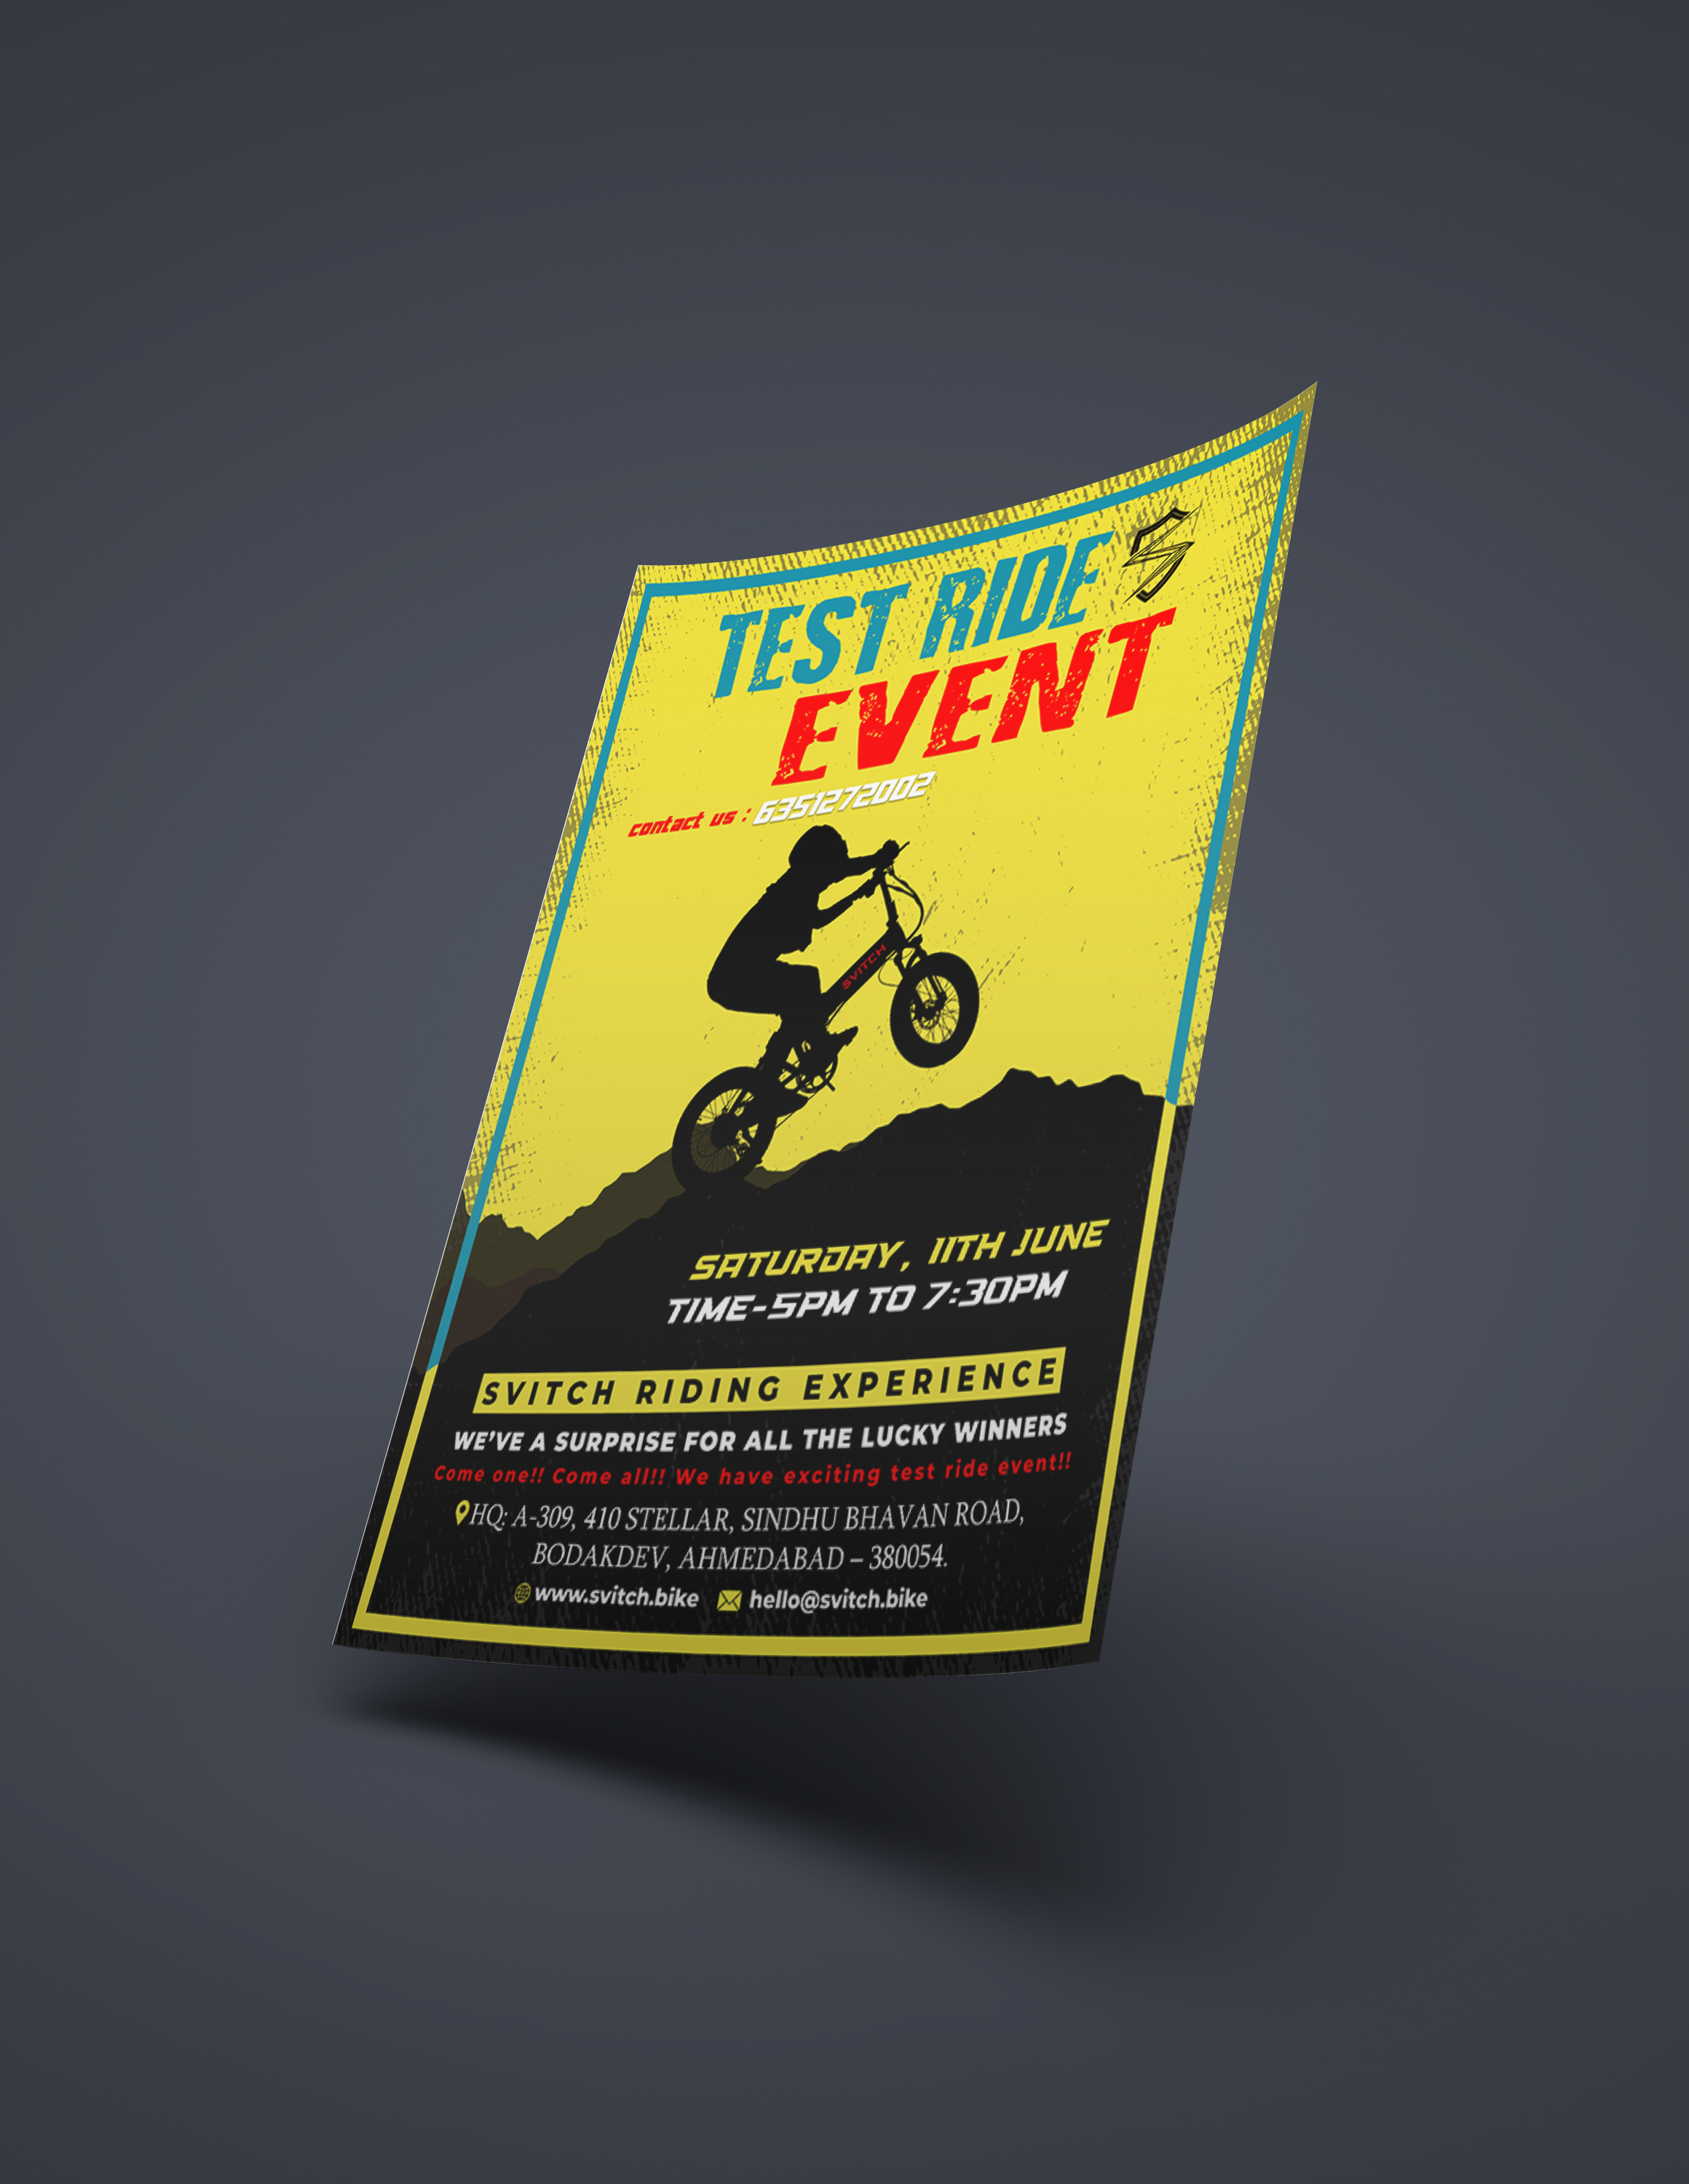 TEST RIDE
EVENT
contact us : 6351272002
SVITCH
SATURDAY, 11TH JUNE
TIME-5PM TO 7:30PM
SVITCH RIDING EXPERIENCE
WE'VE A SURPRISE FOR ALL THE LUCKY WINNERS
Come one!! Come all!! We have exciting test ride event!!
HQ: A-309, 410 STELLAR, SINDHU BHAVAN ROAD,
BODAKDEV, AHMEDABAD – 380054.
www.svitch.bike hello@svitch.bike